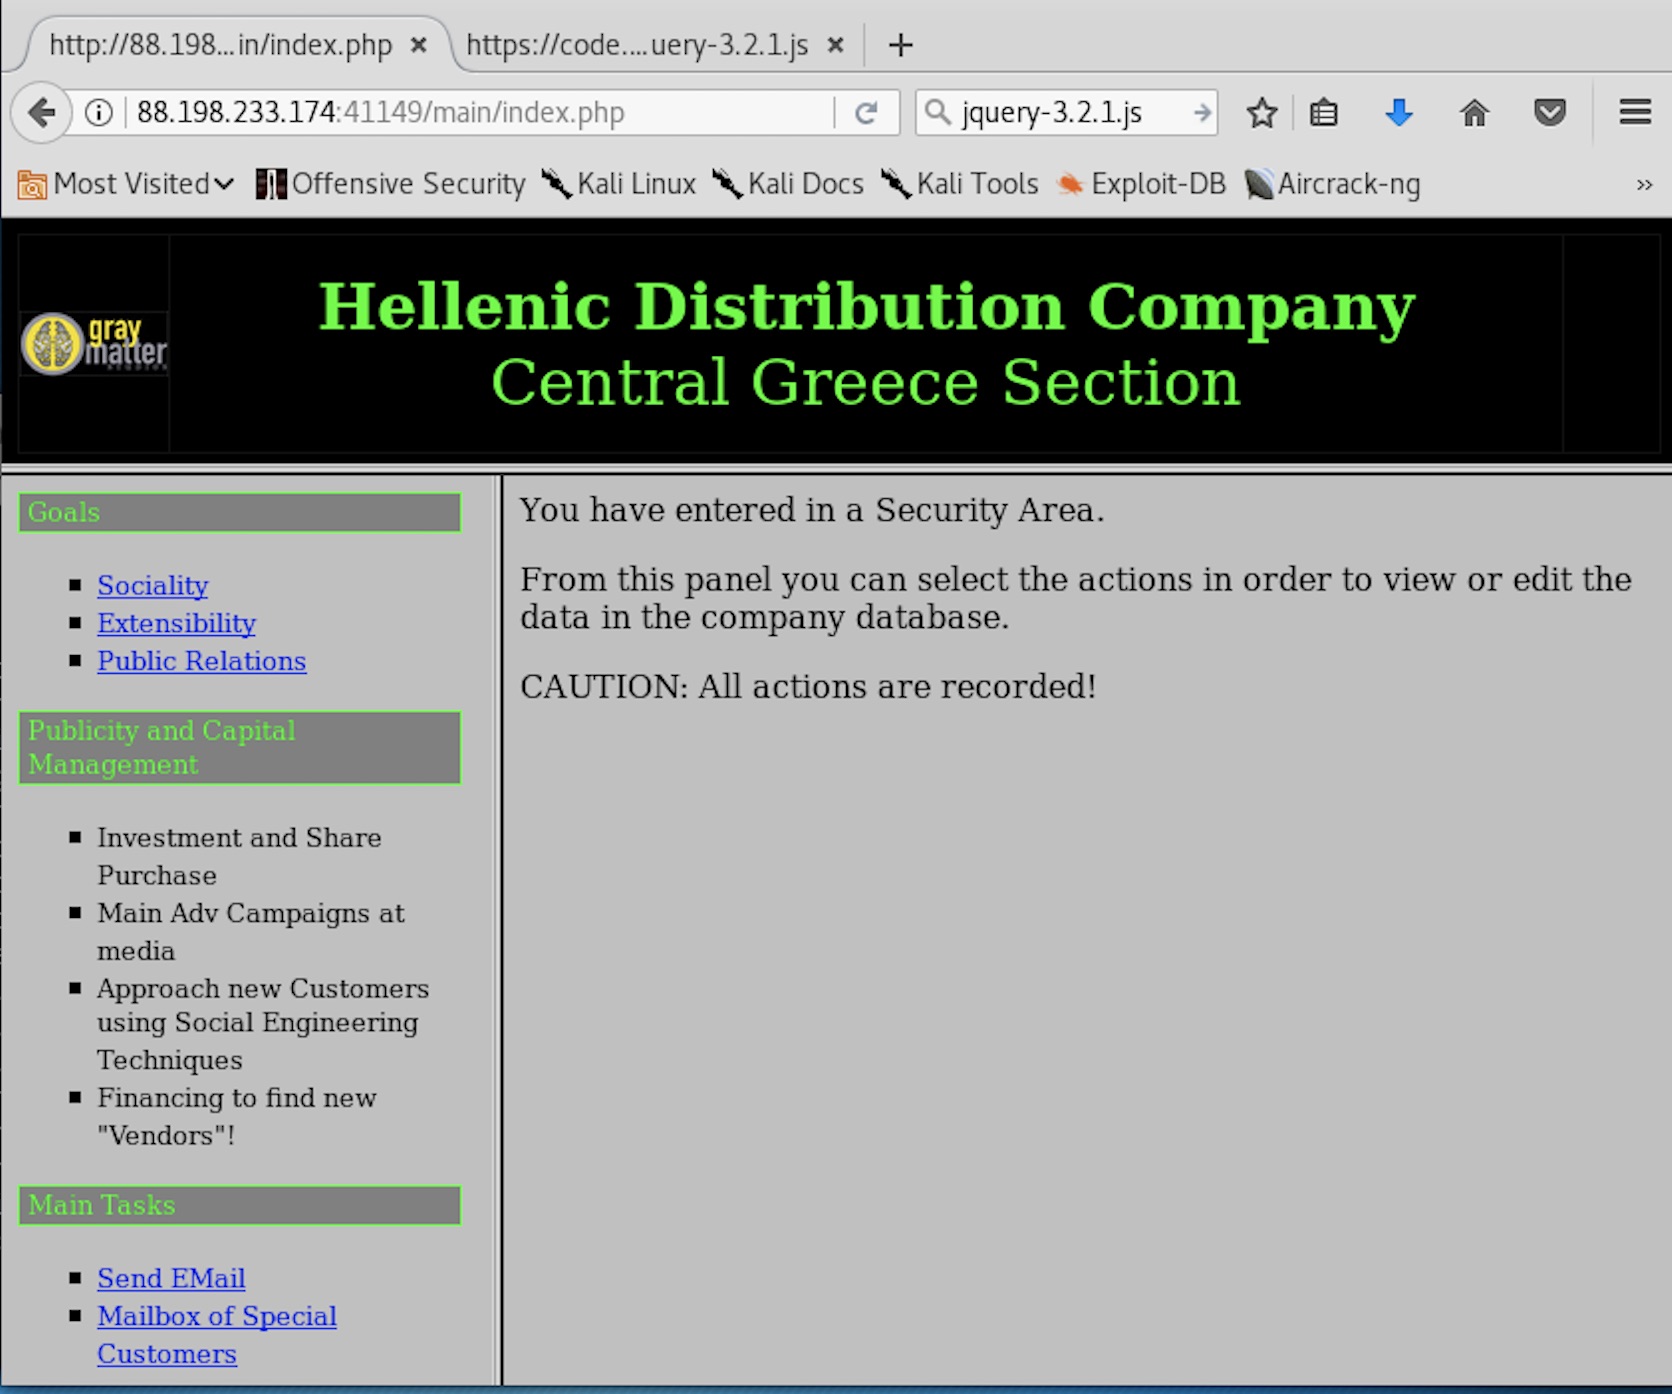 http://88.198...in/index.php
https://code....uery-3.2.1.js
88.198.233.174:41149/main/index.php
jquery-3.2.1.js
Most Visited
Offensive Security
Kali Linux
Kali Docs
Kali Tools
Exploit-DB
Aircrack-ng
gray
matter
Hellenic Distribution Company
Central Greece Section
Goals
Sociality
Extensibility
Public Relations
Publicity and Capital
Management
Investment and Share
Purchase
Main Adv Campaigns at
media
Approach new Customers
using Social Engineering
Techniques
Financing to find new
"Vendors"!
Main Tasks
Send EMail
Mailbox of Special
Customers
You have entered in a Security Area.
From this panel you can select the actions in order to view or edit the
data in the company database.
CAUTION: All actions are recorded!